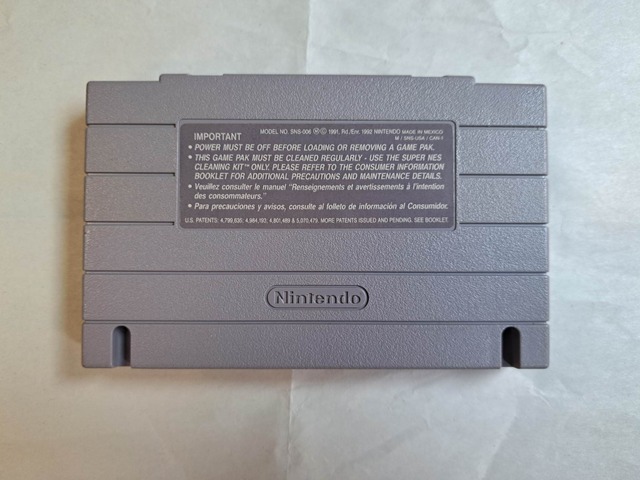 IMPORTANT
MODEL NO. SNS-006 Ⓜ Ⓒ 1991, Rd./Enr. 1992 NINTENDO MADE IN MEXICO
M / SNS-USA / CAN-1
• POWER MUST BE OFF BEFORE LOADING OR REMOVING A GAME PAK.
• THIS GAME PAK MUST BE CLEANED REGULARLY - USE THE SUPER NES
CLEANING KIT™ ONLY. PLEASE REFER TO THE CONSUMER INFORMATION
BOOKLET FOR ADDITIONAL PRECAUTIONS AND MAINTENANCE DETAILS.
• Veuillez consulter le manuel "Renseignements et avertissements à l'intention
des consommateurs."
• Para precauciones y avisos, consulte al folleto de información al Consumidor.
U.S. PATENTS: 4,799,635; 4,984,193; 4,801,489 & 5,070,479. MORE PATENTS ISSUED AND PENDING. SEE BOOKLET.
Nintendo